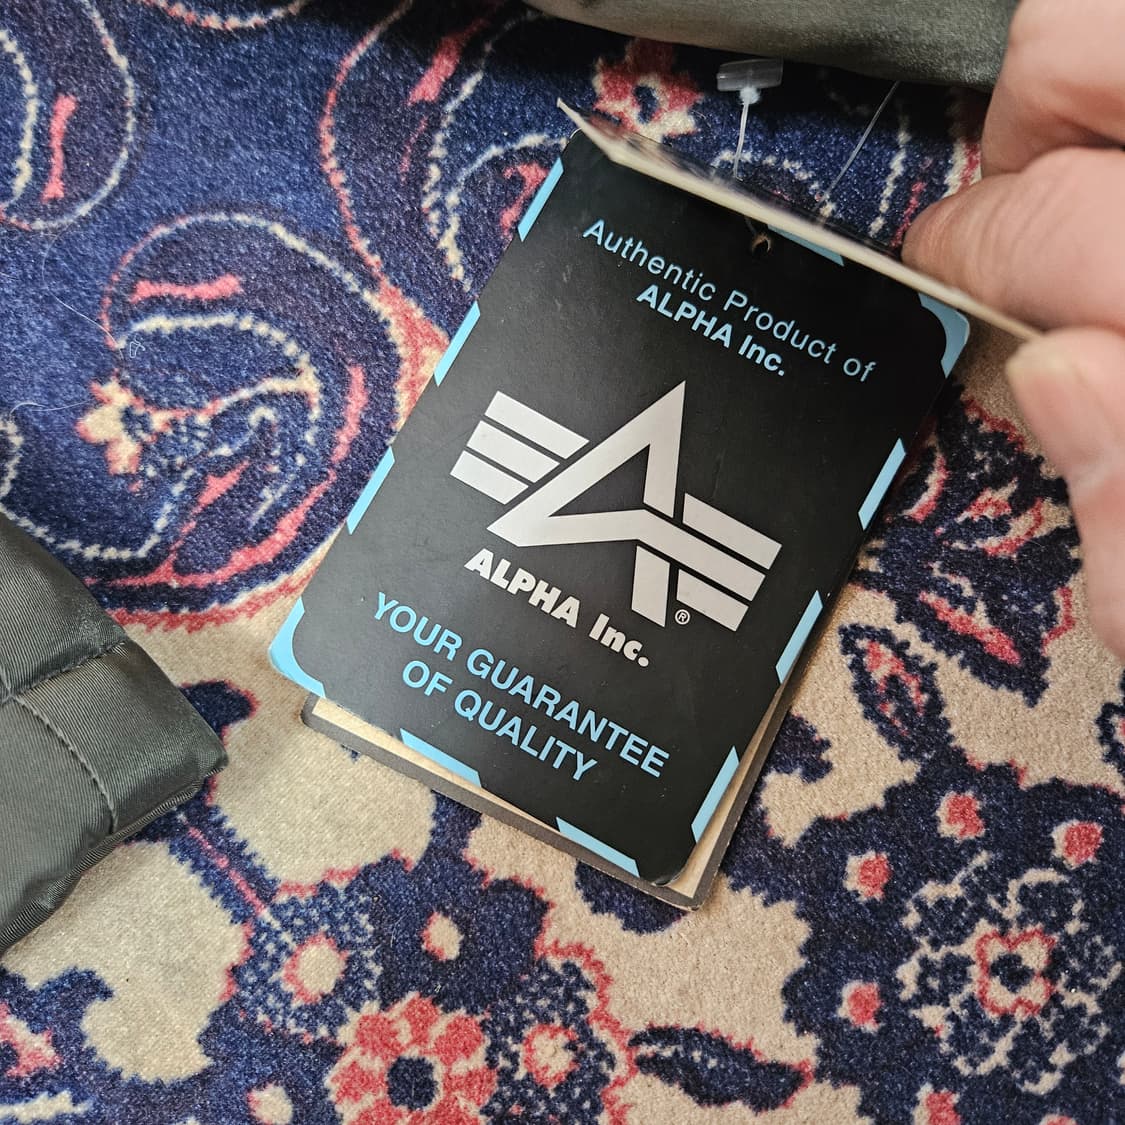 Authentic Product of
ALPHA Inc.
ALPHA Inc.
®
YOUR GUARANTEE
OF QUALITY